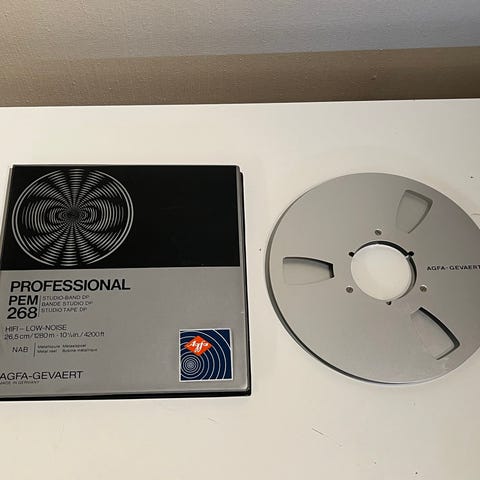 PROFESSIONAL
PEM 268
STUDIO-BAND DP
BANDE STUDIO DP
STUDIO TAPE DP
HIFI – LOW-NOISE
26,5 cm/1280 m - 10½ in./4200 ft
NAB
Metallspule Metaalspoel
Metal reel Bobine métallique
Agfa
AGFA-GEVAERT
MADE IN GERMANY
AGFA-GEVAERT